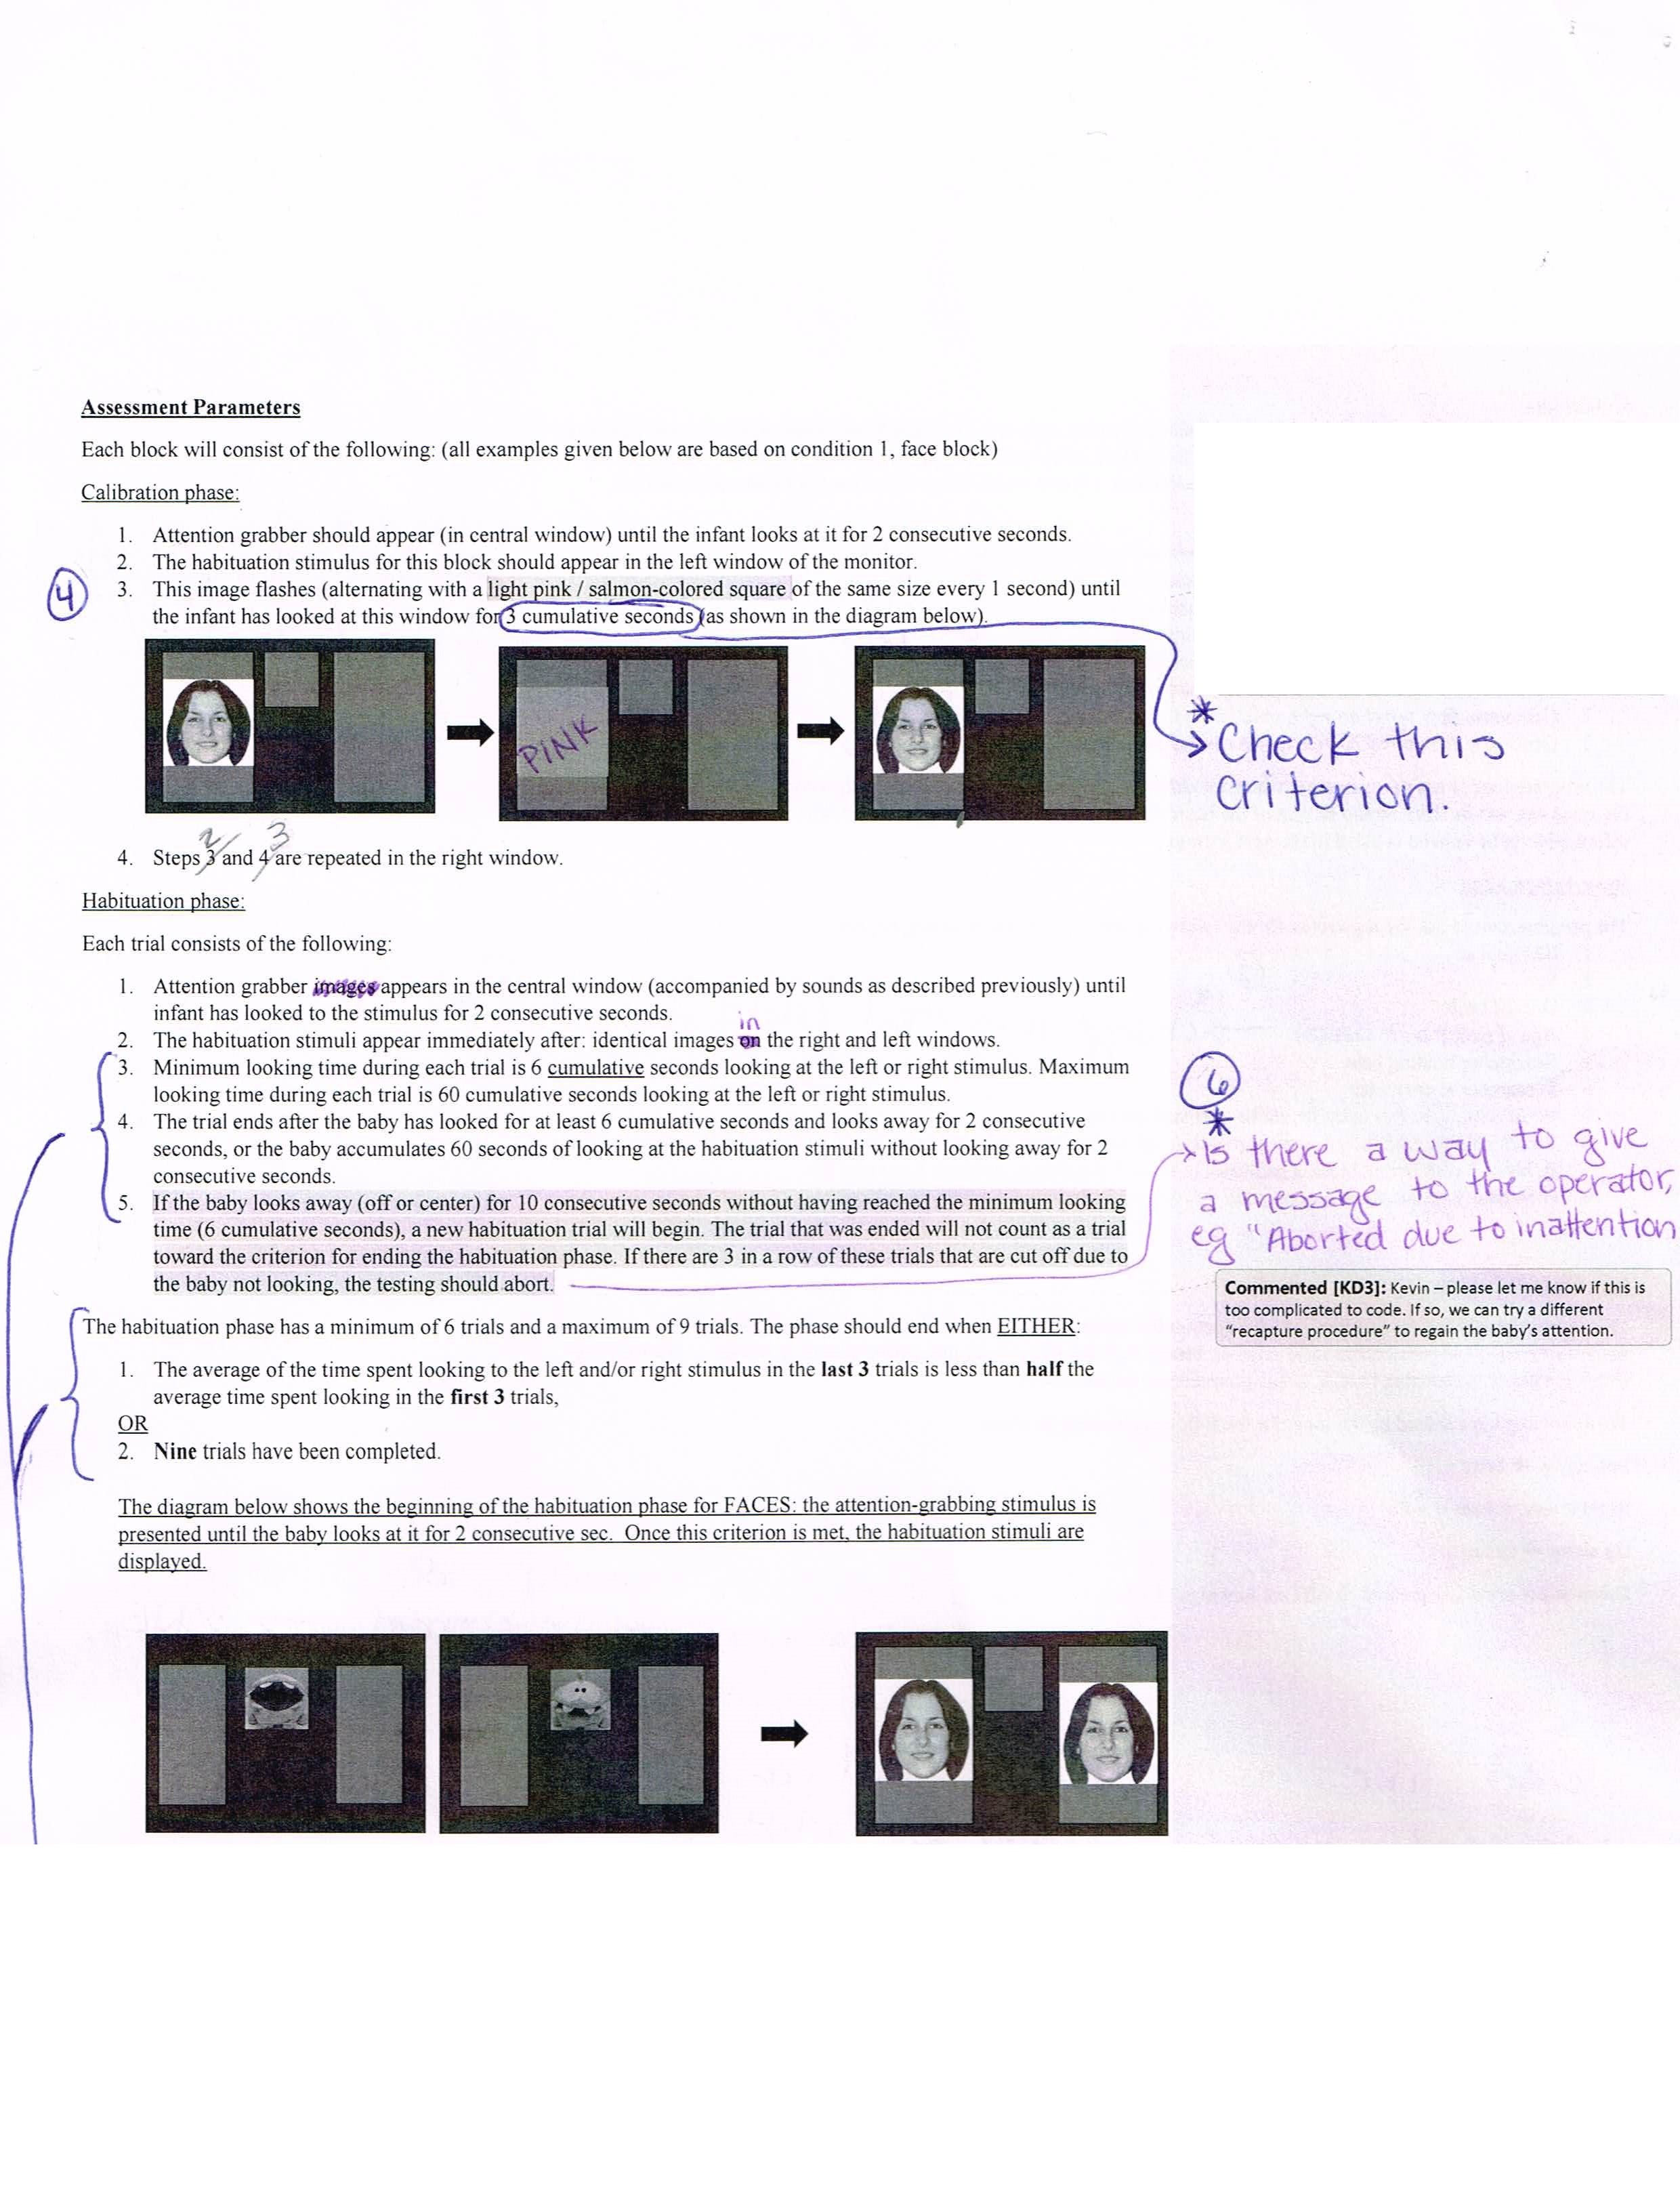 Assessment Parameters
Each block will consist of the following: (all examples given below are based on condition 1, face block)
Calibration phase:
1. Attention grabber should appear (in central window) until the infant looks at it for 2 consecutive seconds.
2. The habituation stimulus for this block should appear in the left window of the monitor.
4
3. This image flashes (alternating with a light pink / salmon-colored square of the same size every 1 second) until
the infant has looked at this window for 3 cumulative seconds (as shown in the diagram below).
PINK
* Check this
criterion.
2 3
4. Steps 3 and 4 are repeated in the right window.
Habituation phase:
Each trial consists of the following:
1. Attention grabber images appears in the central window (accompanied by sounds as described previously) until
infant has looked to the stimulus for 2 consecutive seconds.
in
2. The habituation stimuli appear immediately after: identical images on the right and left windows.
3. Minimum looking time during each trial is 6 cumulative seconds looking at the left or right stimulus. Maximum
looking time during each trial is 60 cumulative seconds looking at the left or right stimulus.
4. The trial ends after the baby has looked for at least 6 cumulative seconds and looks away for 2 consecutive
seconds, or the baby accumulates 60 seconds of looking at the habituation stimuli without looking away for 2
consecutive seconds.
5. If the baby looks away (off or center) for 10 consecutive seconds without having reached the minimum looking
time (6 cumulative seconds), a new habituation trial will begin. The trial that was ended will not count as a trial
toward the criterion for ending the habituation phase. If there are 3 in a row of these trials that are cut off due to
the baby not looking, the testing should abort.
6
*
Is there a way to give
a message to the operator,
eg "Aborted due to inattention
Commented [KD3]: Kevin – please let me know if this is
too complicated to code. If so, we can try a different
“recapture procedure” to regain the baby’s attention.
The habituation phase has a minimum of 6 trials and a maximum of 9 trials. The phase should end when EITHER:
1. The average of the time spent looking to the left and/or right stimulus in the last 3 trials is less than half the
average time spent looking in the first 3 trials,
OR
2. Nine trials have been completed.
The diagram below shows the beginning of the habituation phase for FACES: the attention-grabbing stimulus is
presented until the baby looks at it for 2 consecutive sec. Once this criterion is met, the habituation stimuli are
displayed.